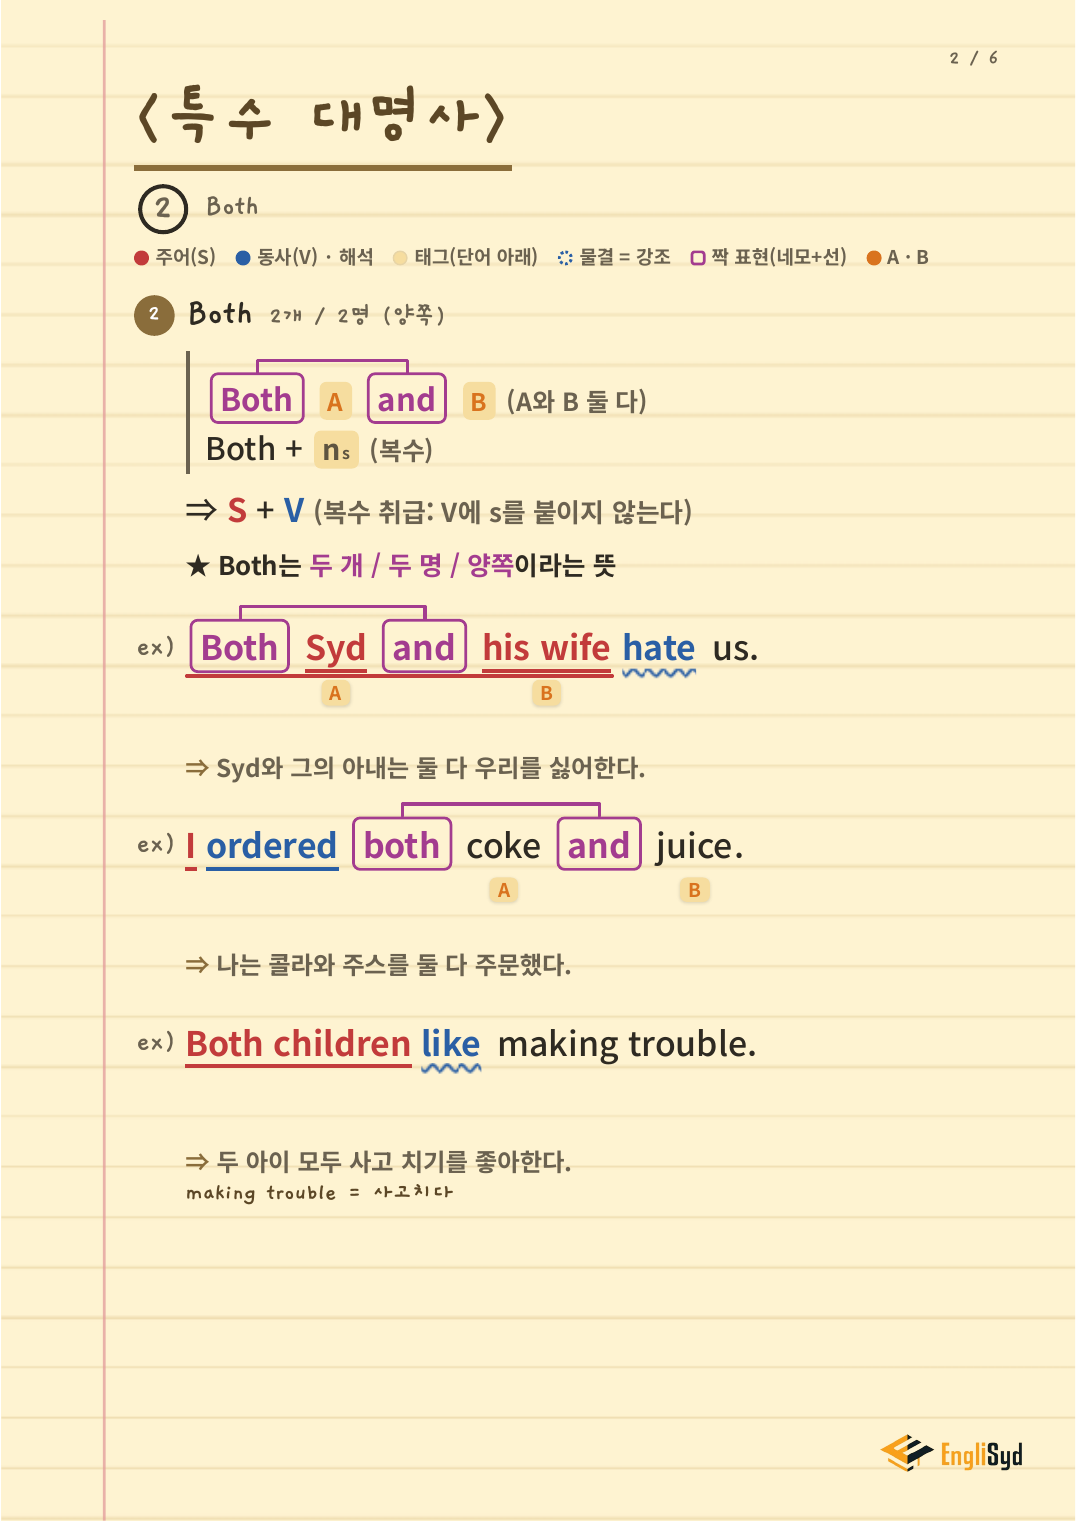 2 / 6
<특수 대명사>
2 Both
주어(S) 동사(V) · 해석 태그(단어 아래) 물결 = 강조 짝 표현(네모+선) A · B
2 Both 2개 / 2명 (양쪽)
Both A and B (A와 B 둘 다)
Both + ns (복수)
⇒ S + V (복수 취급: V에 s를 붙이지 않는다)
★ Both는 두 개 / 두 명 / 양쪽이라는 뜻
ex) Both Syd and his wife hate us.
A B
⇒ Syd와 그의 아내는 둘 다 우리를 싫어한다.
ex) I ordered both coke and juice.
A B
⇒ 나는 콜라와 주스를 둘 다 주문했다.
ex) Both children like making trouble.
⇒ 두 아이 모두 사고 치기를 좋아한다.
making trouble = 사고치다
EngliSyd